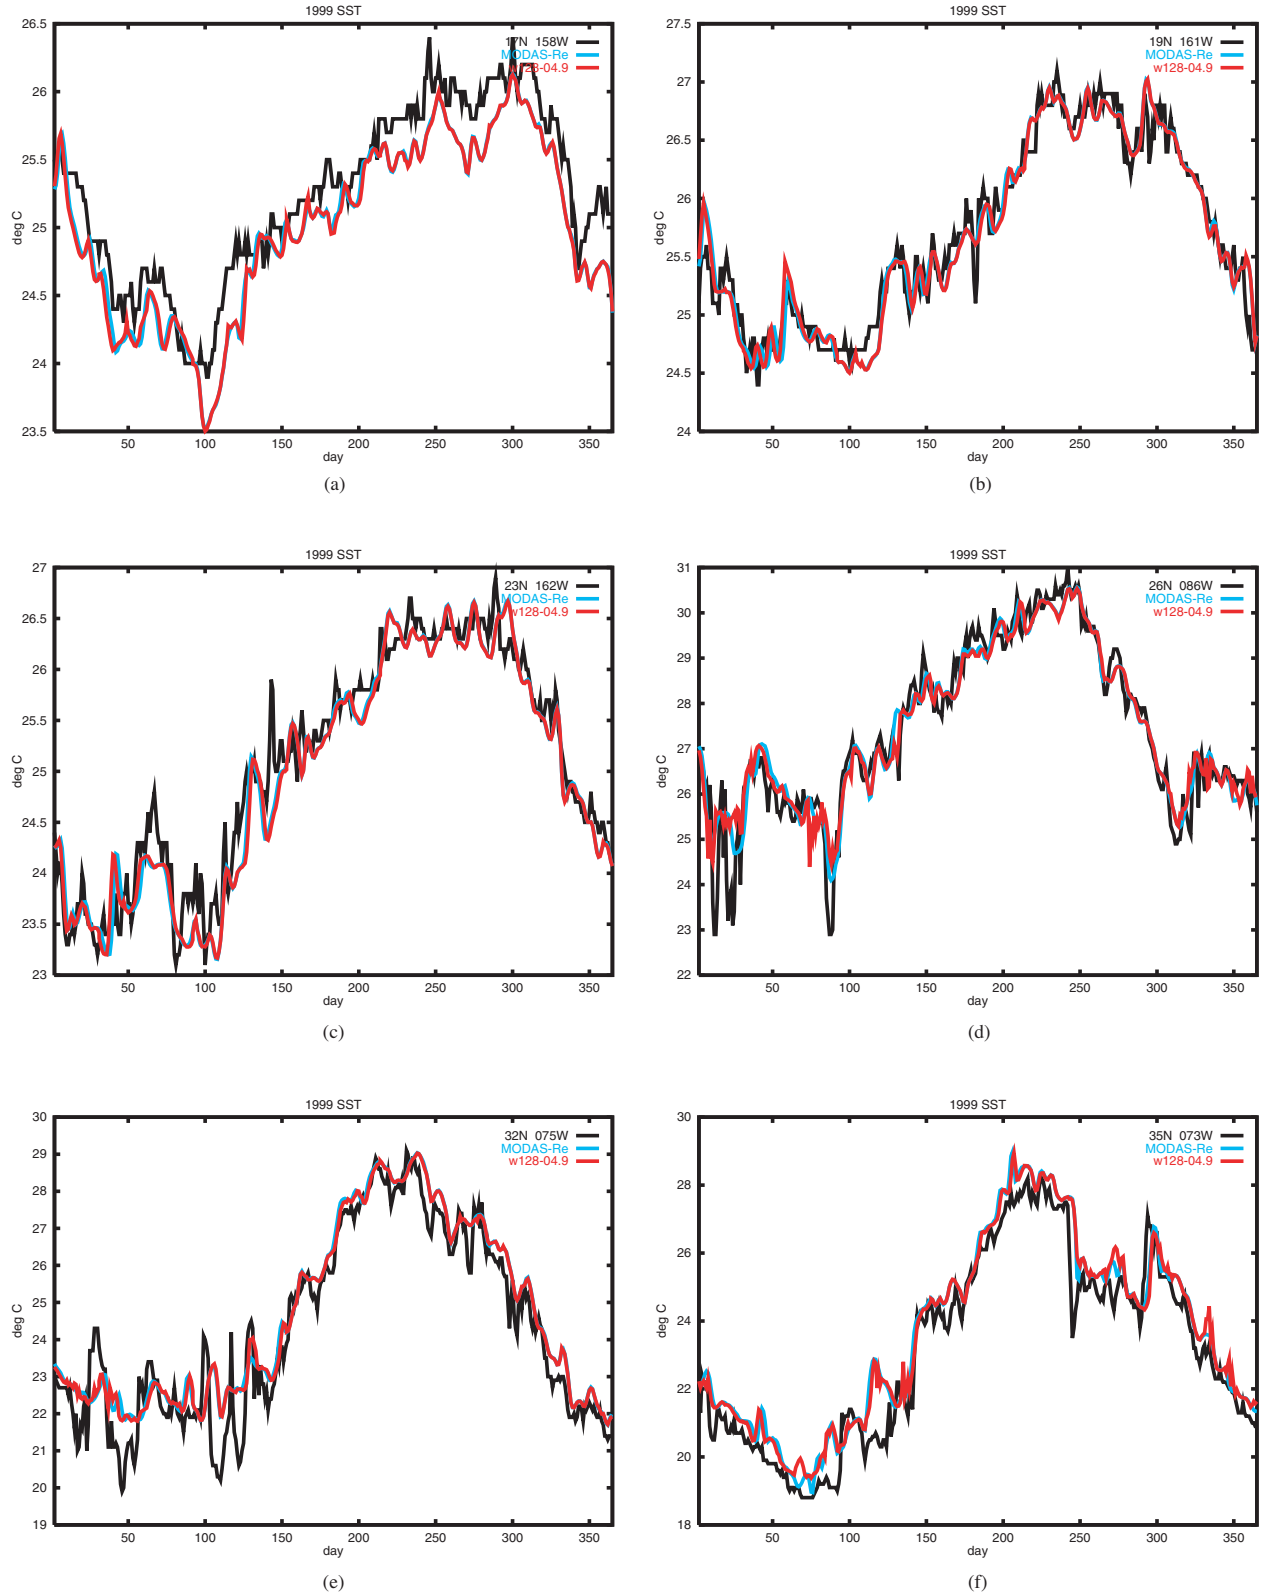 1999 SST
26.5
26
25.5
25
24.5
24
23.5
deg C
17N 158W
MODAS-Re
w128-04.9
50 100 150 200 250 300 350
day
(a)
1999 SST
27.5
27
26.5
26
25.5
25
24.5
24
deg C
19N 161W
MODAS-Re
w128-04.9
50 100 150 200 250 300 350
day
(b)
1999 SST
27
26.5
26
25.5
25
24.5
24
23.5
23
deg C
23N 162W
MODAS-Re
w128-04.9
50 100 150 200 250 300 350
day
(c)
1999 SST
31
30
29
28
27
26
25
24
23
22
deg C
26N 086W
MODAS-Re
w128-04.9
50 100 150 200 250 300 350
day
(d)
1999 SST
30
29
28
27
26
25
24
23
22
21
20
19
deg C
32N 075W
MODAS-Re
w128-04.9
50 100 150 200 250 300 350
day
(e)
1999 SST
30
28
26
24
22
20
18
deg C
35N 073W
MODAS-Re
w128-04.9
50 100 150 200 250 300 350
day
(f)